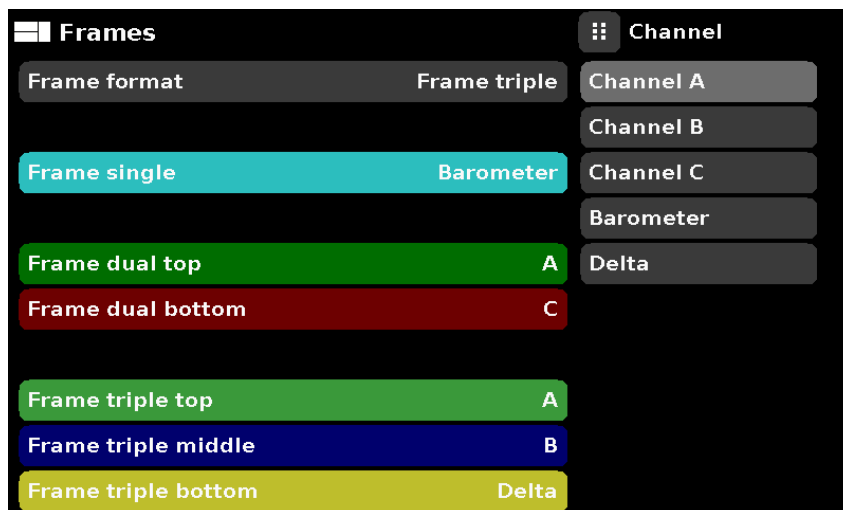 Frames
Frame format Frame triple
Frame single Barometer
Frame dual top A
Frame dual bottom C
Frame triple top A
Frame triple middle B
Frame triple bottom Delta
Channel
Channel A
Channel B
Channel C
Barometer
Delta